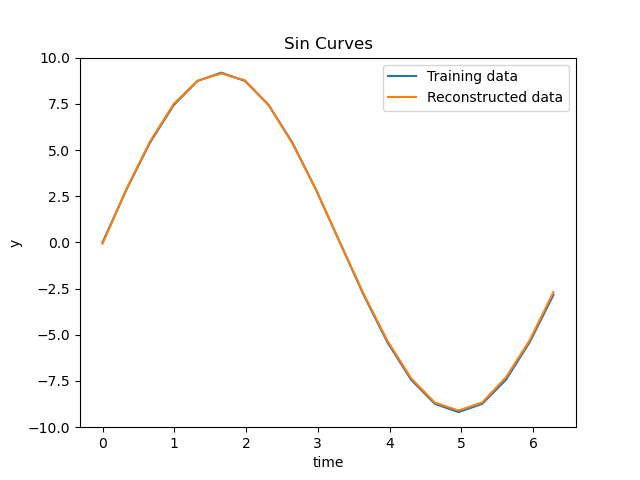 Sin Curves
Training data
Reconstructed data
10.0
7.5
5.0
2.5
0.0
−2.5
−5.0
−7.5
−10.0
y
0 1 2 3 4 5 6
time